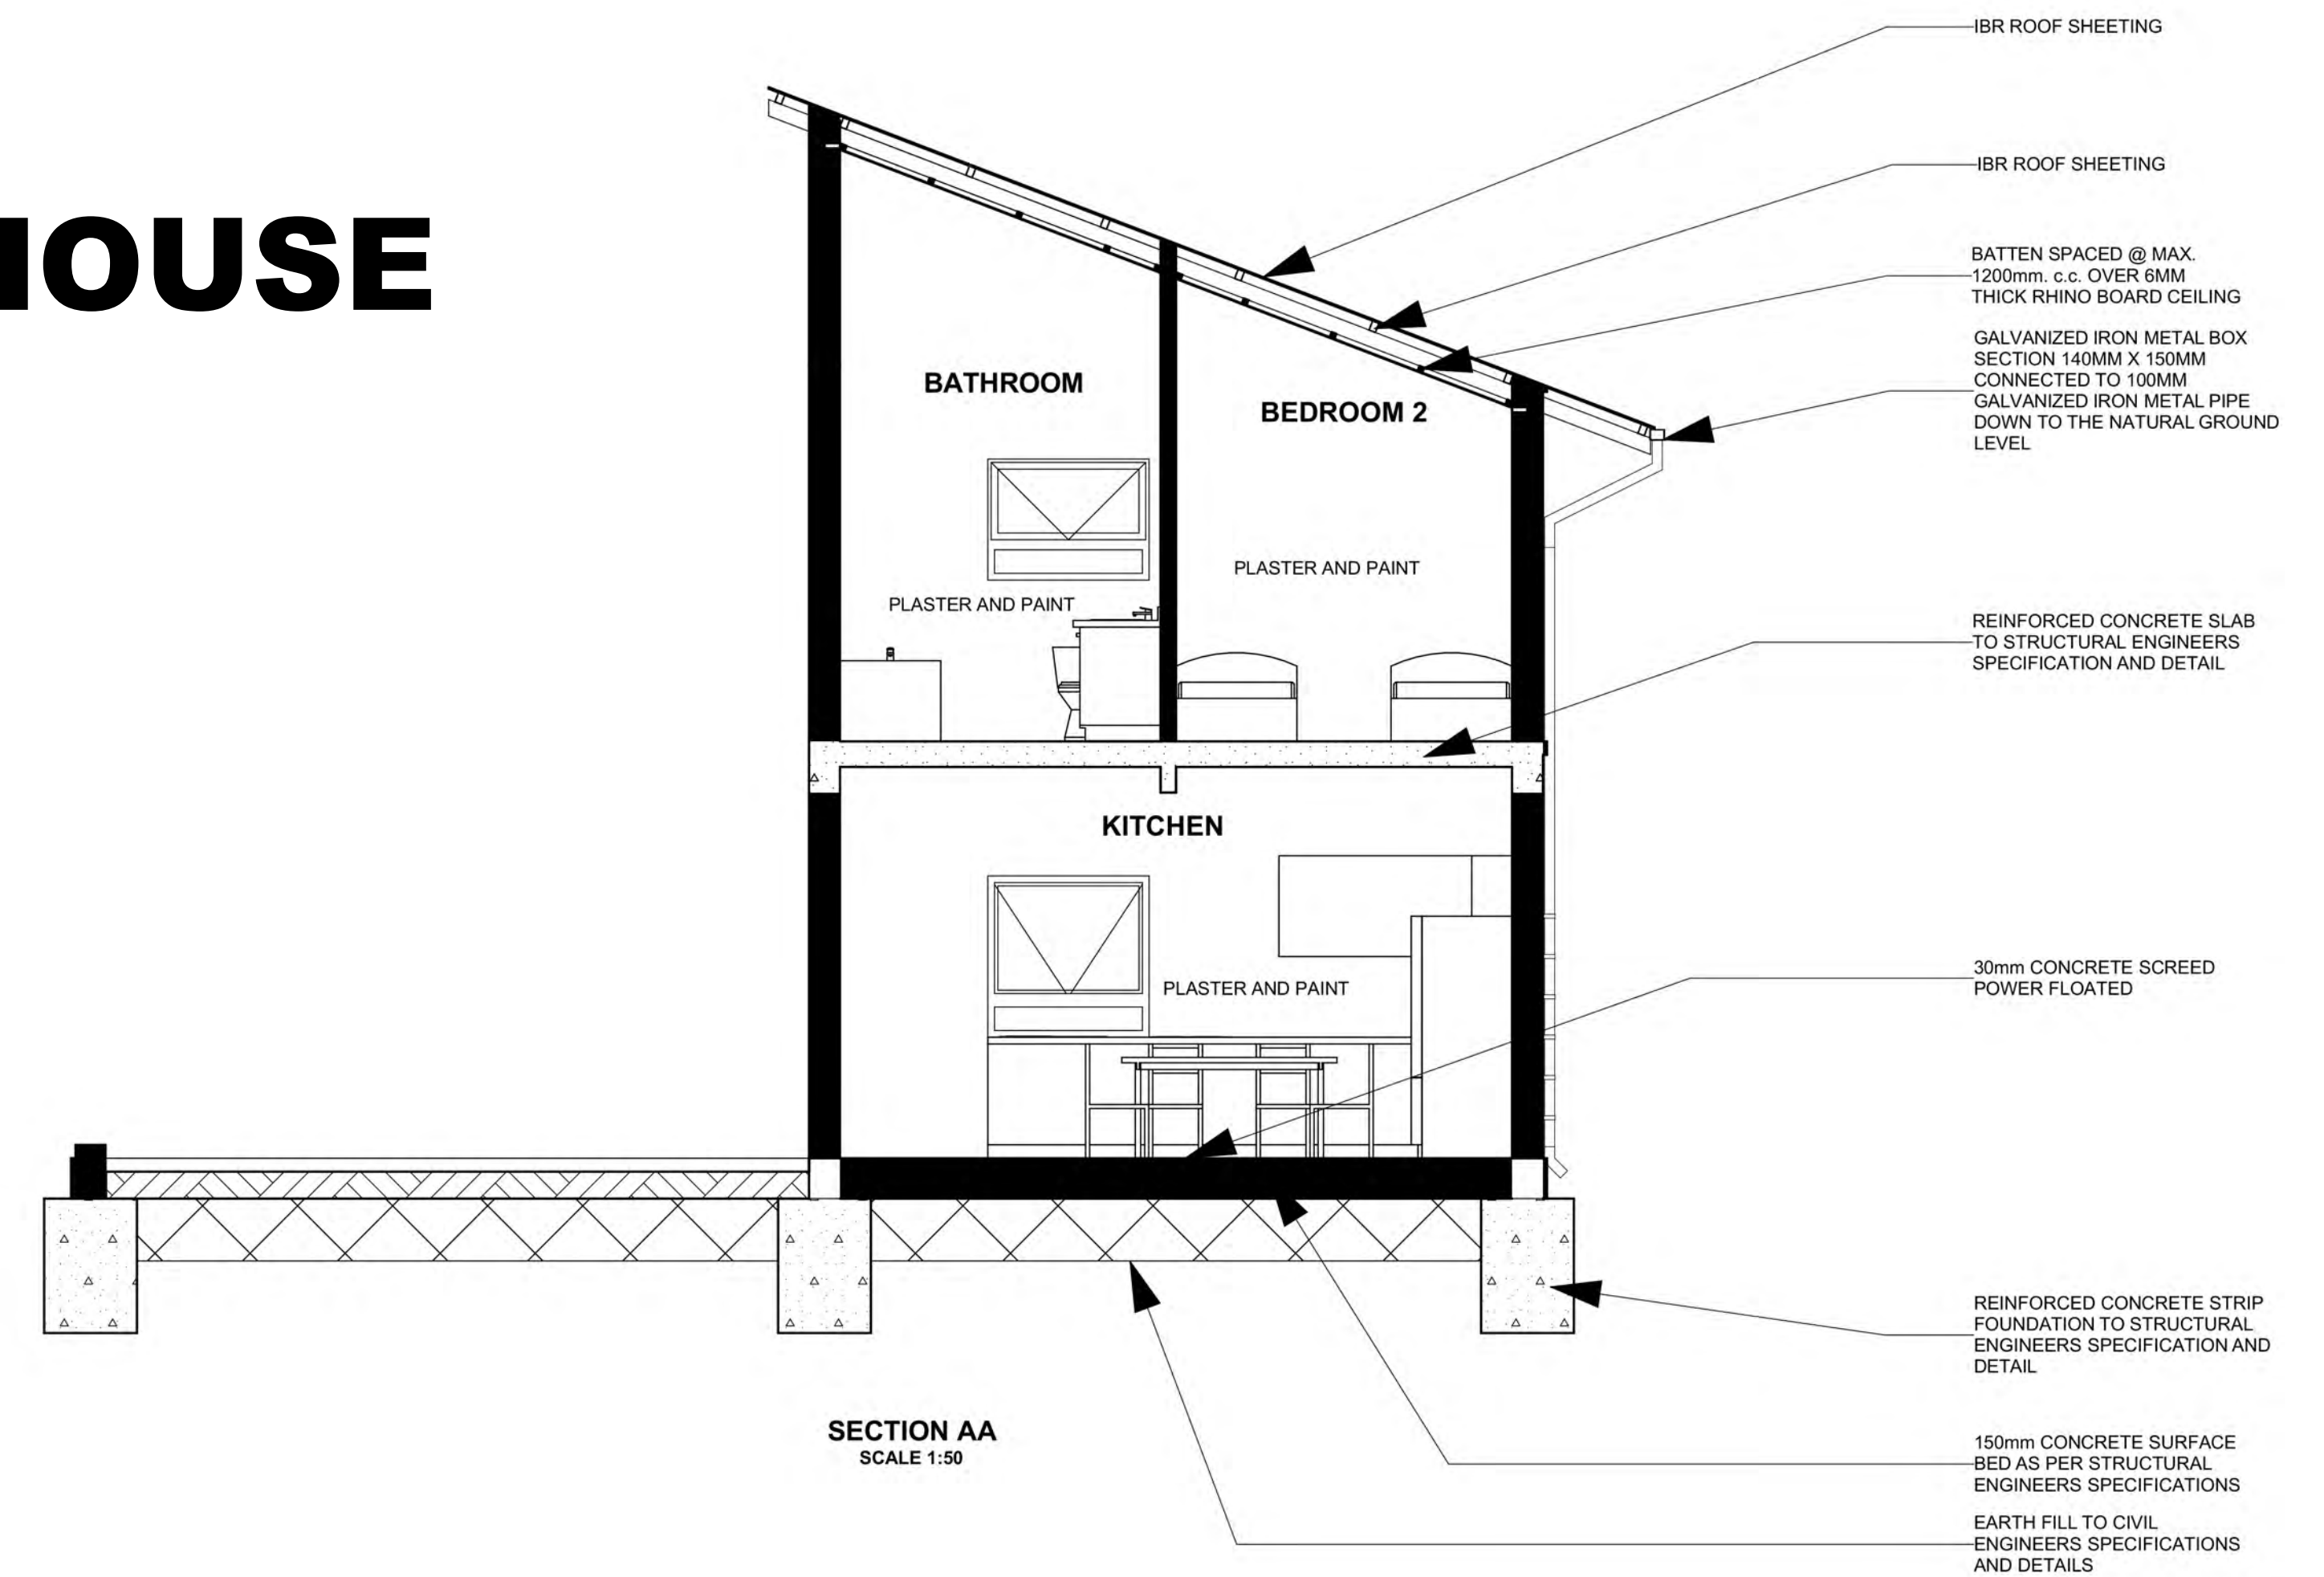 HOUSE
IBR ROOF SHEETING
IBR ROOF SHEETING
BATTEN SPACED @ MAX.
1200mm. c.c. OVER 6MM
THICK RHINO BOARD CEILING
GALVANIZED IRON METAL BOX
SECTION 140MM X 150MM
CONNECTED TO 100MM
GALVANIZED IRON METAL PIPE
DOWN TO THE NATURAL GROUND
LEVEL
BATHROOM
BEDROOM 2
PLASTER AND PAINT
PLASTER AND PAINT
REINFORCED CONCRETE SLAB
TO STRUCTURAL ENGINEERS
SPECIFICATION AND DETAIL
KITCHEN
PLASTER AND PAINT
30mm CONCRETE SCREED
POWER FLOATED
REINFORCED CONCRETE STRIP
FOUNDATION TO STRUCTURAL
ENGINEERS SPECIFICATION AND
DETAIL
SECTION AA
SCALE 1:50
150mm CONCRETE SURFACE
BED AS PER STRUCTURAL
ENGINEERS SPECIFICATIONS
EARTH FILL TO CIVIL
ENGINEERS SPECIFICATIONS
AND DETAILS